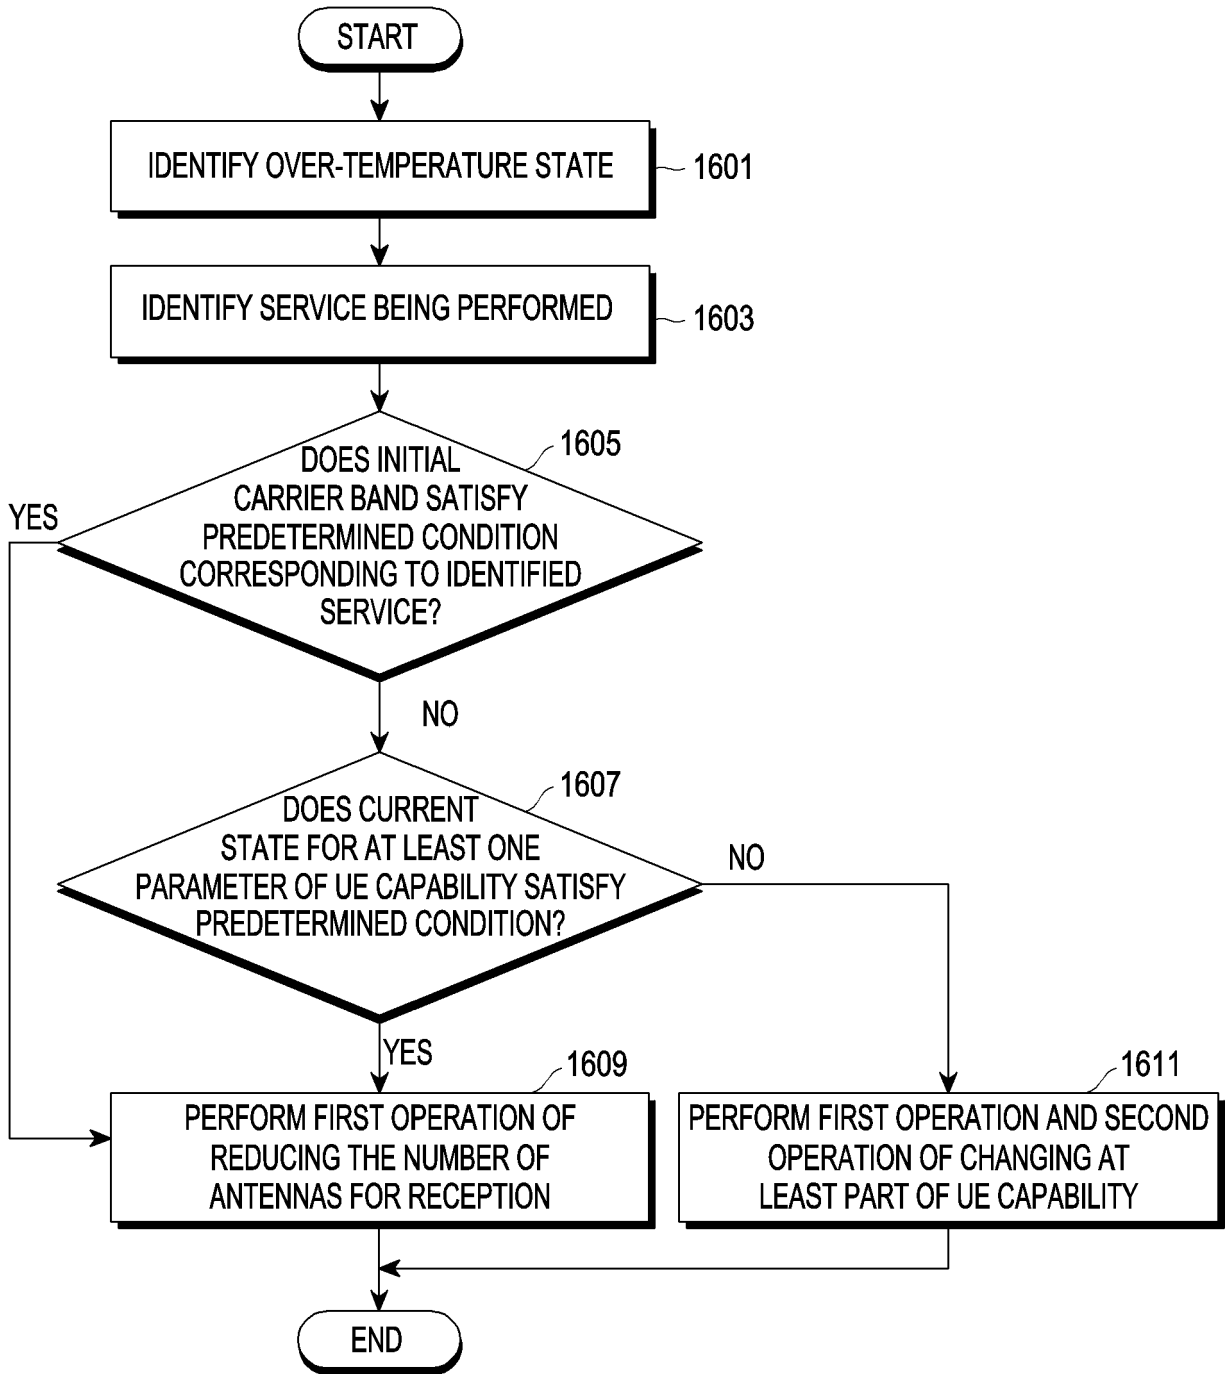 START
IDENTIFY OVER-TEMPERATURE STATE
1601
IDENTIFY SERVICE BEING PERFORMED
1603
1605
DOES INITIAL
CARRIER BAND SATISFY
PREDETERMINED CONDITION
CORRESPONDING TO IDENTIFIED
SERVICE?
YES
NO
1607
DOES CURRENT
STATE FOR AT LEAST ONE
PARAMETER OF UE CAPABILITY SATISFY
PREDETERMINED CONDITION?
NO
YES
1609
PERFORM FIRST OPERATION OF
REDUCING THE NUMBER OF
ANTENNAS FOR RECEPTION
1611
PERFORM FIRST OPERATION AND SECOND
OPERATION OF CHANGING AT
LEAST PART OF UE CAPABILITY
END